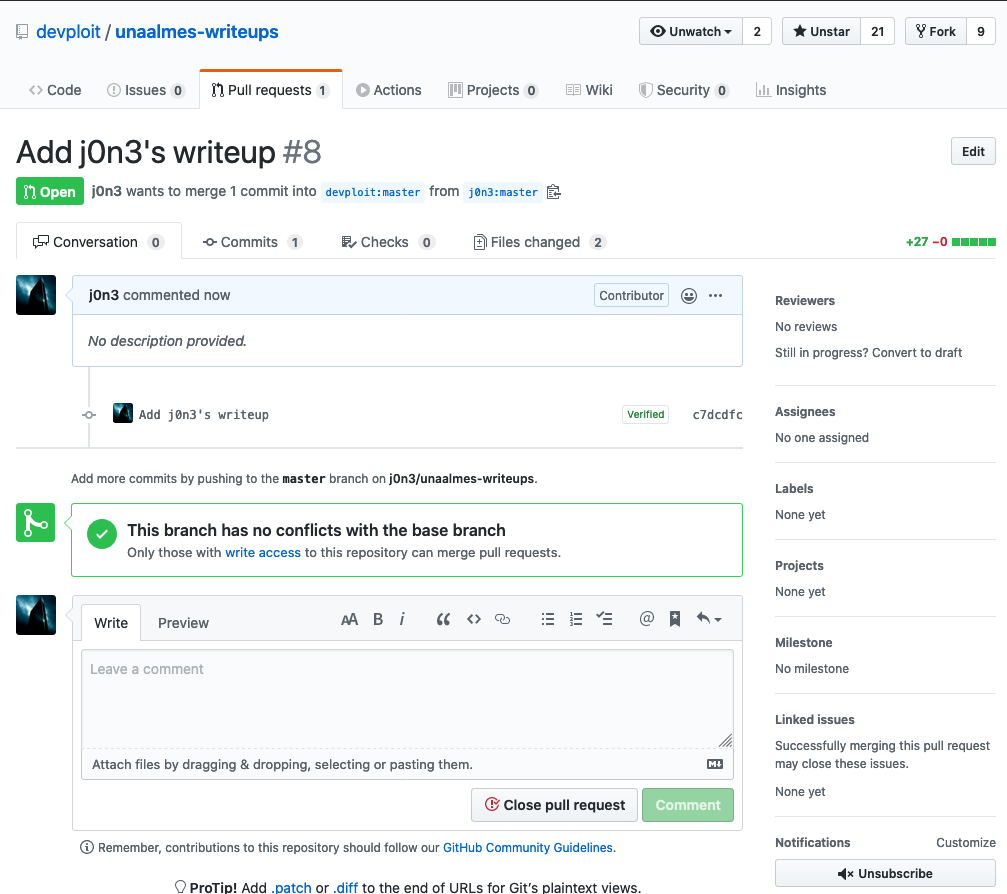 devploit / unaalmes-writeups
Unwatch 2 Unstar 21 Fork 9
Code Issues 0 Pull requests 1 Actions Projects 0 Wiki Security 0 Insights
Add j0n3's writeup #8
Edit
Open j0n3 wants to merge 1 commit into devploit:master from j0n3:master
Conversation 0 Commits 1 Checks 0 Files changed 2 +27 −0
j0n3 commented now Contributor
No description provided.
Add j0n3's writeup Verified c7dcdfc
Add more commits by pushing to the master branch on j0n3/unaalmes-writeups.
This branch has no conflicts with the base branch
Only those with write access to this repository can merge pull requests.
Write Preview AA B i
Leave a comment
Attach files by dragging & dropping, selecting or pasting them.
Close pull request Comment
Remember, contributions to this repository should follow our GitHub Community Guidelines.
ProTip! Add .patch or .diff to the end of URLs for Git's plaintext views.
Reviewers
No reviews
Still in progress? Convert to draft
Assignees
No one assigned
Labels
None yet
Projects
None yet
Milestone
No milestone
Linked issues
Successfully merging this pull request
may close these issues.
None yet
Notifications Customize
Unsubscribe